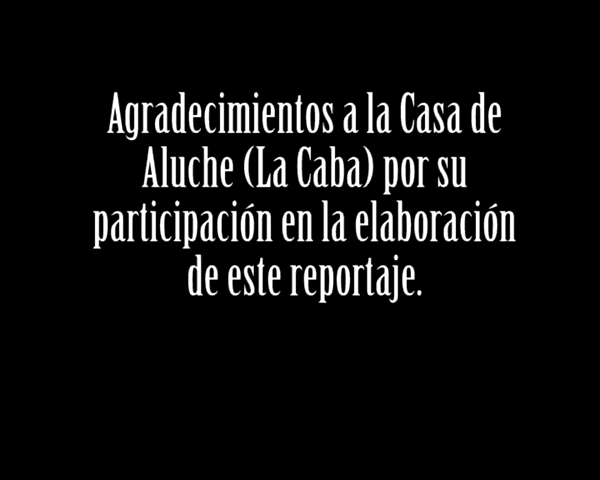 Agradecimientos a la Casa de
Aluche (La Caba) por su
participación en la elaboración
de este reportaje.